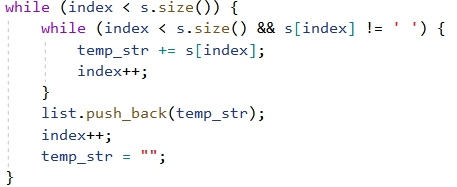 while (index < s.size()) {
    while (index < s.size() && s[index] != ' ') {
        temp_str += s[index];
        index++;
    }
    list.push_back(temp_str);
    index++;
    temp_str = "";
}